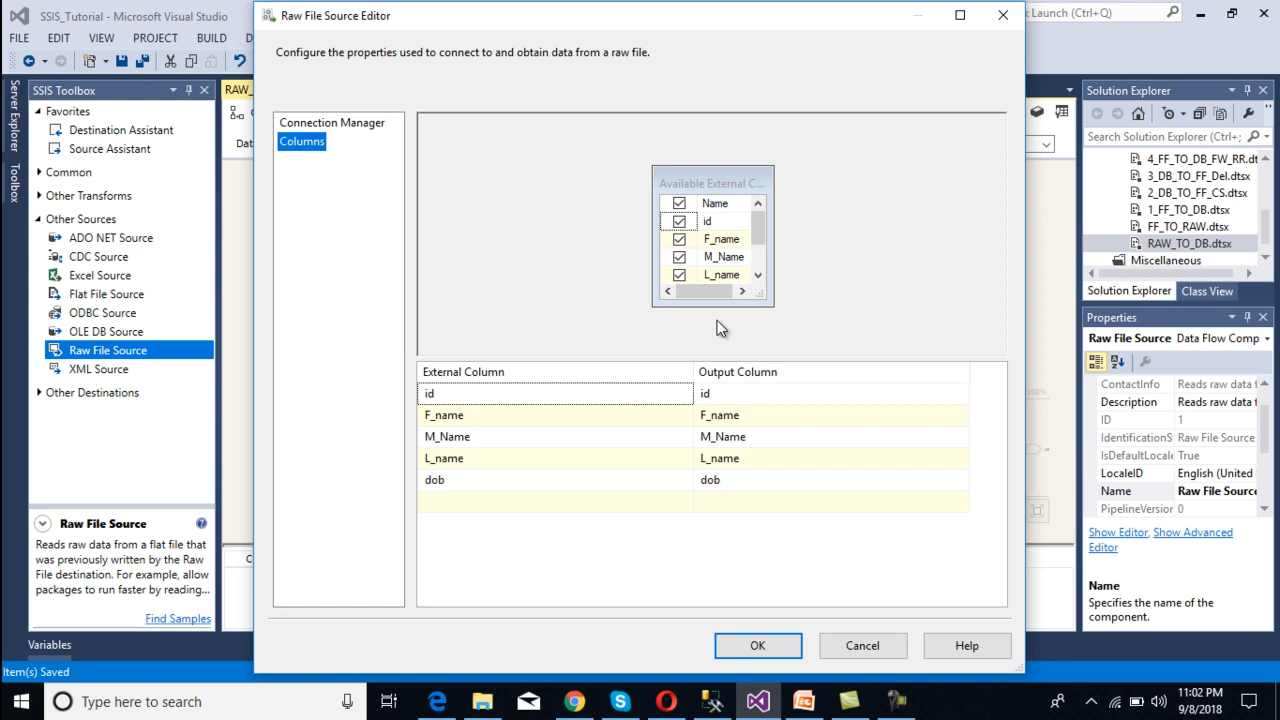 SSIS_Tutorial - Microsoft Visual Studio
Raw File Source Editor
k Launch (Ctrl+Q)
FILE EDIT VIEW PROJECT BUILD D
Configure the properties used to connect to and obtain data from a raw file.
Server Explorer
Toolbox
SSIS Toolbox
Favorites
Destination Assistant
Source Assistant
Common
Other Transforms
Other Sources
ADO NET Source
CDC Source
Excel Source
Flat File Source
ODBC Source
OLE DB Source
Raw File Source
XML Source
Other Destinations
Raw File Source
Reads raw data from a flat file that
was previously written by the Raw
File destination. For example, allow
packages to run faster by reading...
Find Samples
Variables
Item(s) Saved
RAW_
Dat
Connection Manager
Columns
Available External C...
Name
id
F_name
M_Name
L_name
External Column Output Column
id id
F_name F_name
M_Name M_Name
L_name L_name
dob dob
OK Cancel Help
100%
Solution Explorer
Search Solution Explorer (Ctrl+;
4_FF_TO_DB_FW_RR.dt
3_DB_TO_FF_Del.dtsx
2_DB_TO_FF_CS.dtsx
1_FF_TO_DB.dtsx
FF_TO_RAW.dtsx
RAW_TO_DB.dtsx
Miscellaneous
Solution Explorer Class View
Properties
Raw File Source Data Flow Comp
ContactInfo Reads raw data f
Description Reads raw data f
ID 1
IdentificationS Raw File Source
IsDefaultLocale True
LocaleID English (United
Name Raw File Source
PipelineVersion 0
Show Editor, Show Advanced
Editor
Name
Specifies the name of the
component.
Type here to search
11:02 PM
9/8/2018